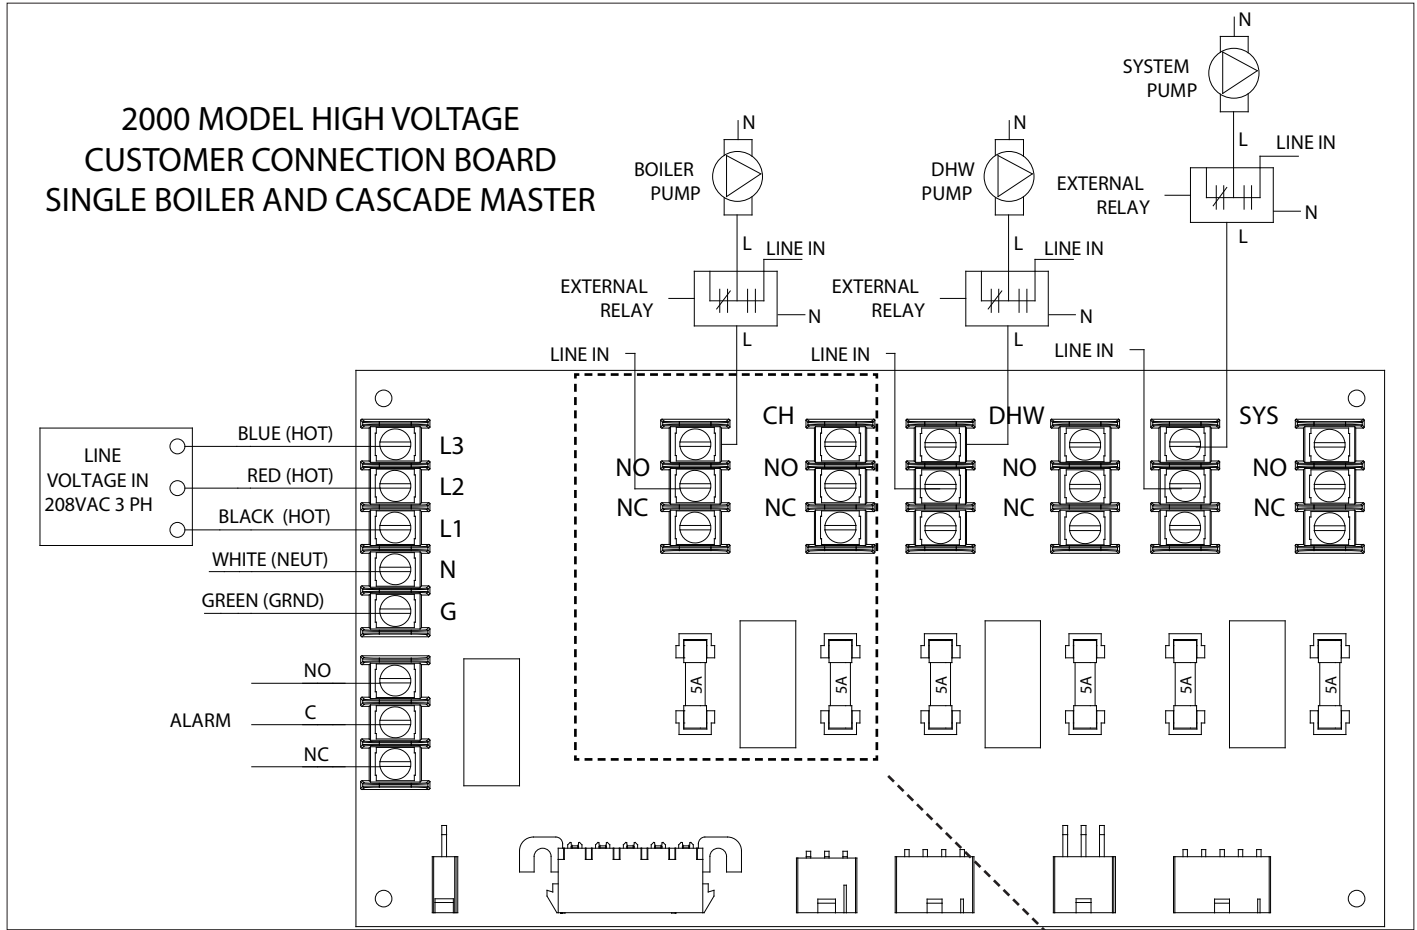 2000 MODEL HIGH VOLTAGE
CUSTOMER CONNECTION BOARD
SINGLE BOILER AND CASCADE MASTER
N
SYSTEM
PUMP
L
LINE IN
EXTERNAL
RELAY
N
L
N
BOILER
PUMP
L
LINE IN
EXTERNAL
RELAY
N
L
LINE IN
N
DHW
PUMP
L
LINE IN
EXTERNAL
RELAY
N
L
LINE IN
LINE IN
LINE
VOLTAGE IN
208VAC 3 PH
BLUE (HOT)
L3
RED (HOT)
L2
BLACK (HOT)
L1
WHITE (NEUT)
N
GREEN (GRND)
G
ALARM
NO
C
NC
CH
NO
NC
NO
NC
DHW
NO
NC
SYS
NO
NC
5A
5A
5A
5A
5A
5A